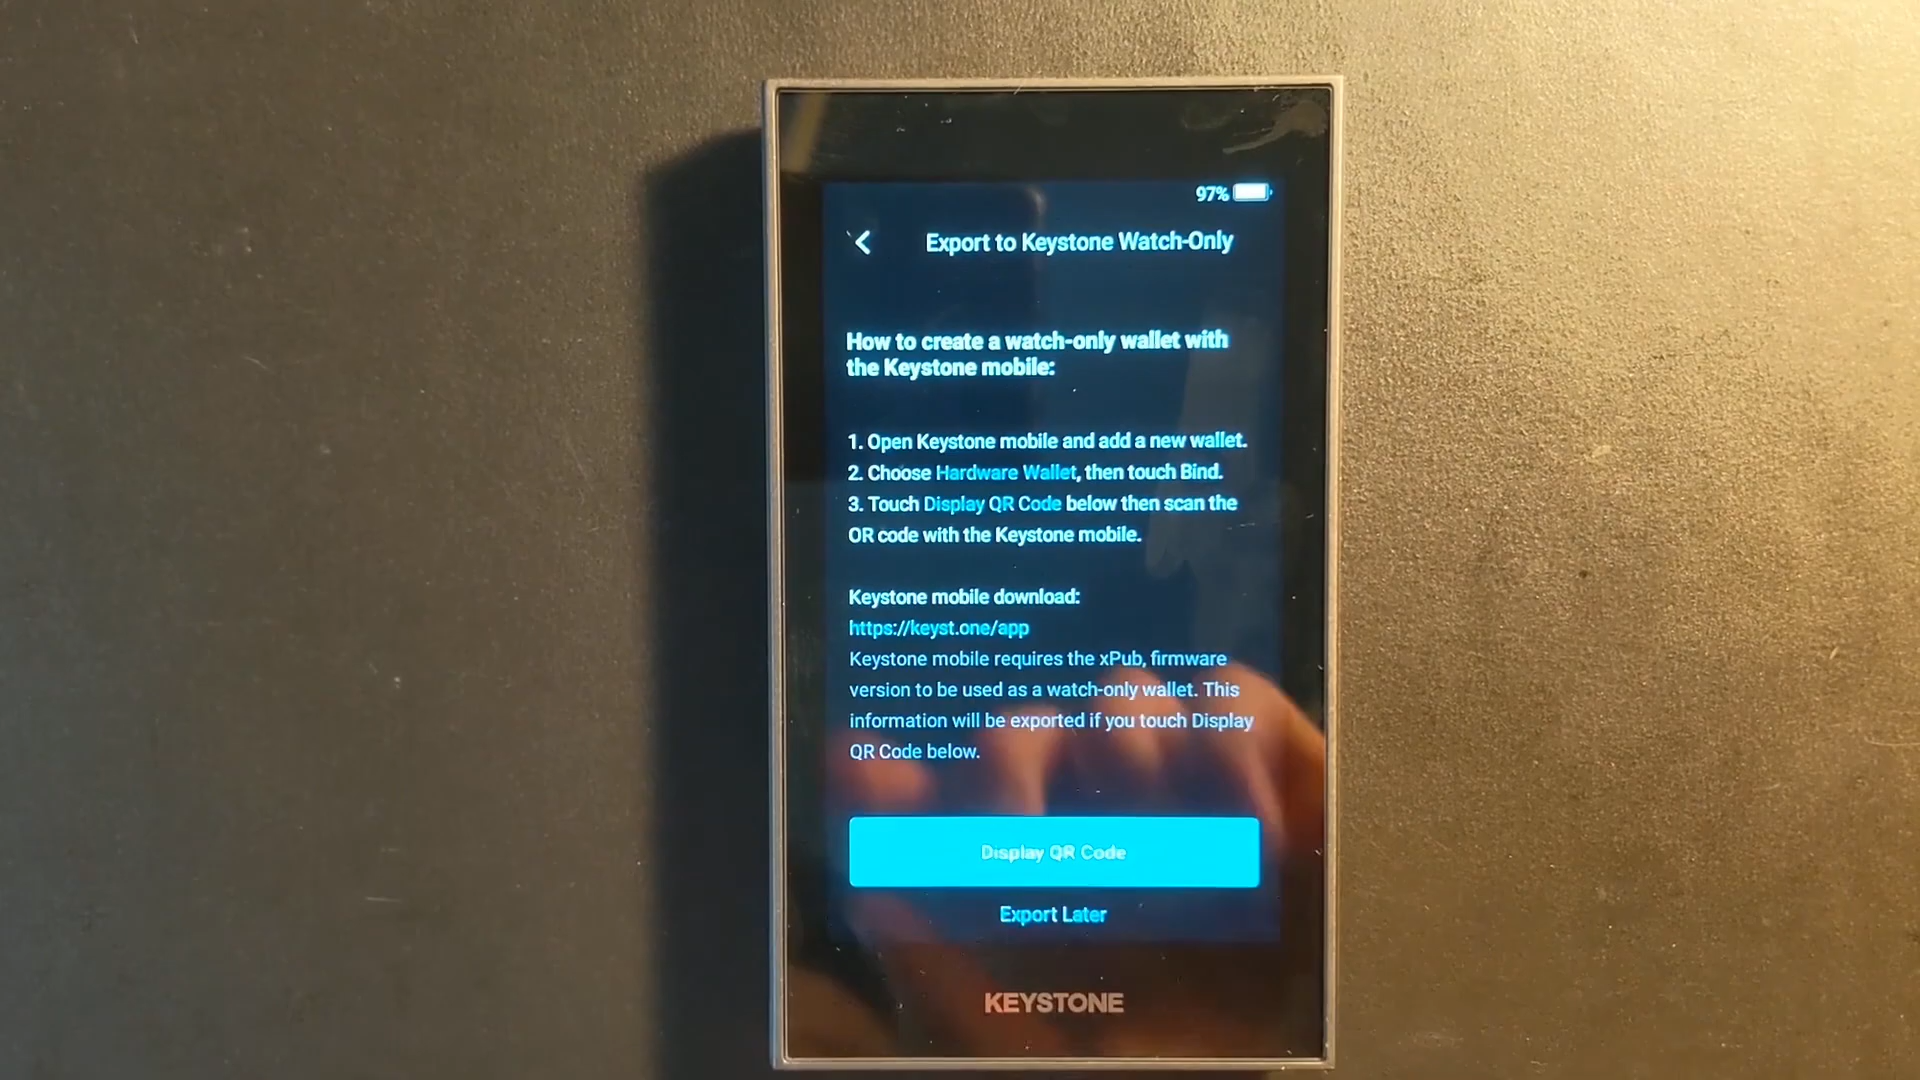 97%
Export to Keystone Watch-Only
How to create a watch-only wallet with
the Keystone mobile:
1. Open Keystone mobile and add a new wallet.
2. Choose Hardware Wallet, then touch Bind.
3. Touch Display QR Code below then scan the
QR code with the Keystone mobile.
Keystone mobile download:
https://keyst.one/app
Keystone mobile requires the xPub, firmware
version to be used as a watch-only wallet. This
information will be exported if you touch Display
QR Code below.
Display QR Code
Export Later
KEYSTONE